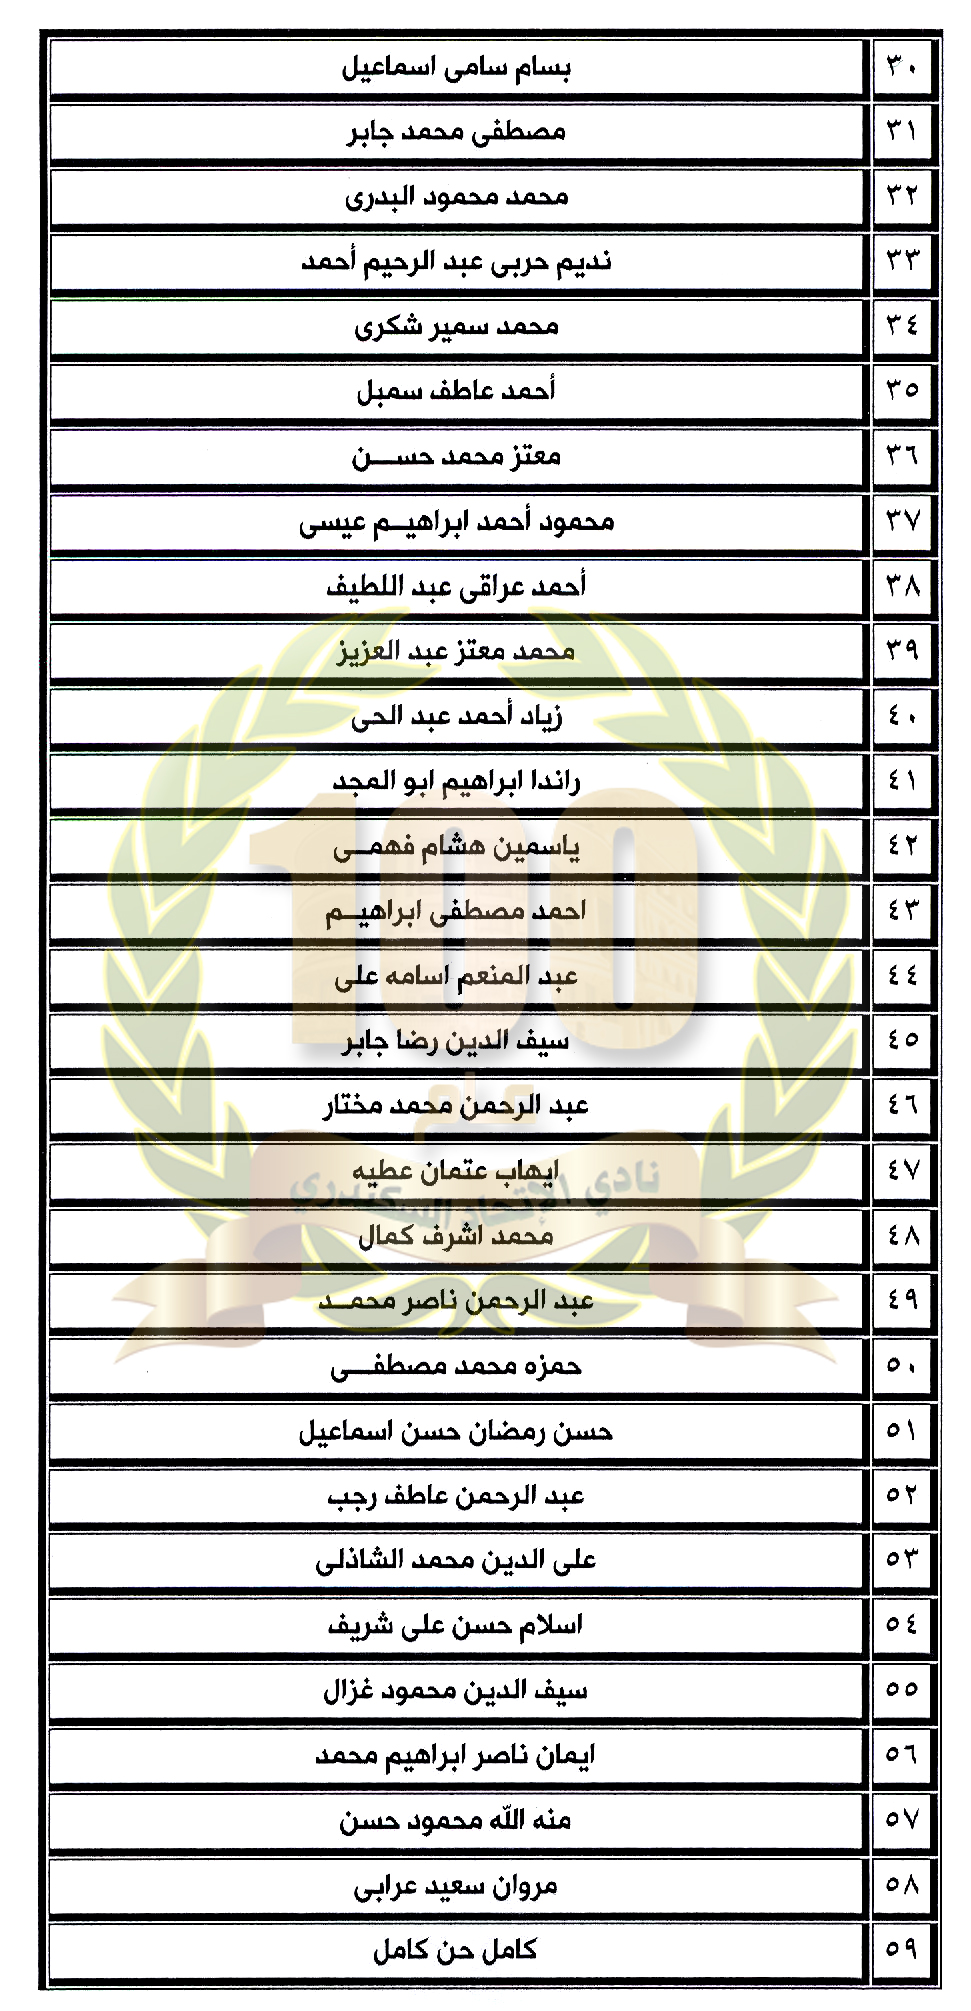 ٣٠ بسام سامى اسماعيل
٣١ مصطفى محمد جابر
٣٢ محمد محمود البدرى
٣٣ نديم حربى عبد الرحيم أحمد
٣٤ محمد سمير شكرى
٣٥ أحمد عاطف سمبل
٣٦ معتز محمد حســـن
٣٧ محمود أحمد ابراهيــم عيسى
٣٨ أحمد عراقى عبد اللطيف
٣٩ محمد معتز عبد العزيز
٤٠ زياد أحمد عبد الحى
٤١ راندا ابراهيم ابو المجد
٤٢ ياسمين هشام فهمــى
٤٣ احمد مصطفى ابراهيــم
٤٤ عبد المنعم اسامه على
٤٥ سيف الدين رضا جابر
٤٦ عبد الرحمن محمد مختار
٤٧ ايهاب عتمان عطيه
٤٨ محمد اشرف كمال
٤٩ عبد الرحمن ناصر محمــد
٥٠ حمزه محمد مصطفـــى
٥١ حسن رمضان حسن اسماعيل
٥٢ عبد الرحمن عاطف رجب
٥٣ على الدين محمد الشاذلى
٥٤ اسلام حسن على شريف
٥٥ سيف الدين محمود غزال
٥٦ ايمان ناصر ابراهيم محمد
٥٧ منه الله محمود حسن
٥٨ مروان سعيد عرابى
٥٩ كامل حن كامل
100
عام
نادي الإتحاد السكندري